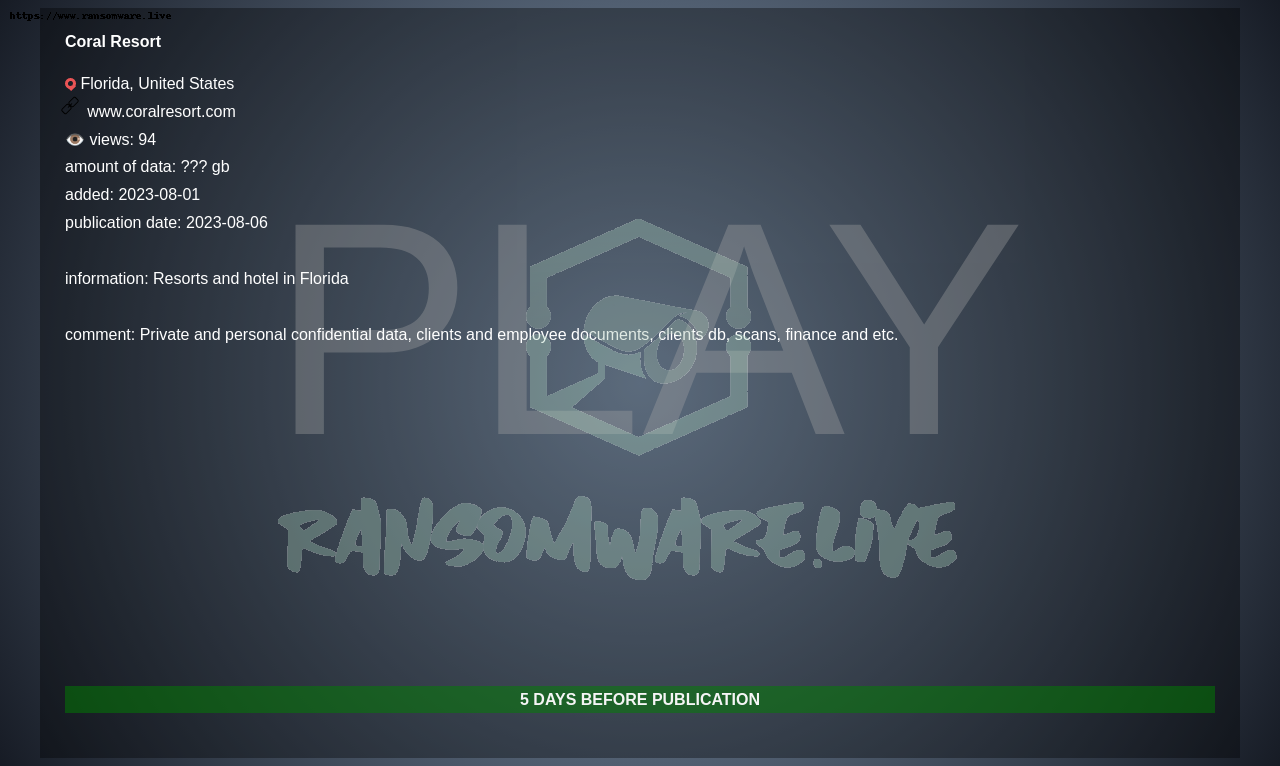 https://www.ransomware.live
Coral Resort
Florida, United States
www.coralresort.com
views: 94
amount of data: ??? gb
added: 2023-08-01
publication date: 2023-08-06
information: Resorts and hotel in Florida
comment: Private and personal confidential data, clients and employee documents, clients db, scans, finance and etc.
PLAY
RANSOMWARE.LIVE
5 DAYS BEFORE PUBLICATION